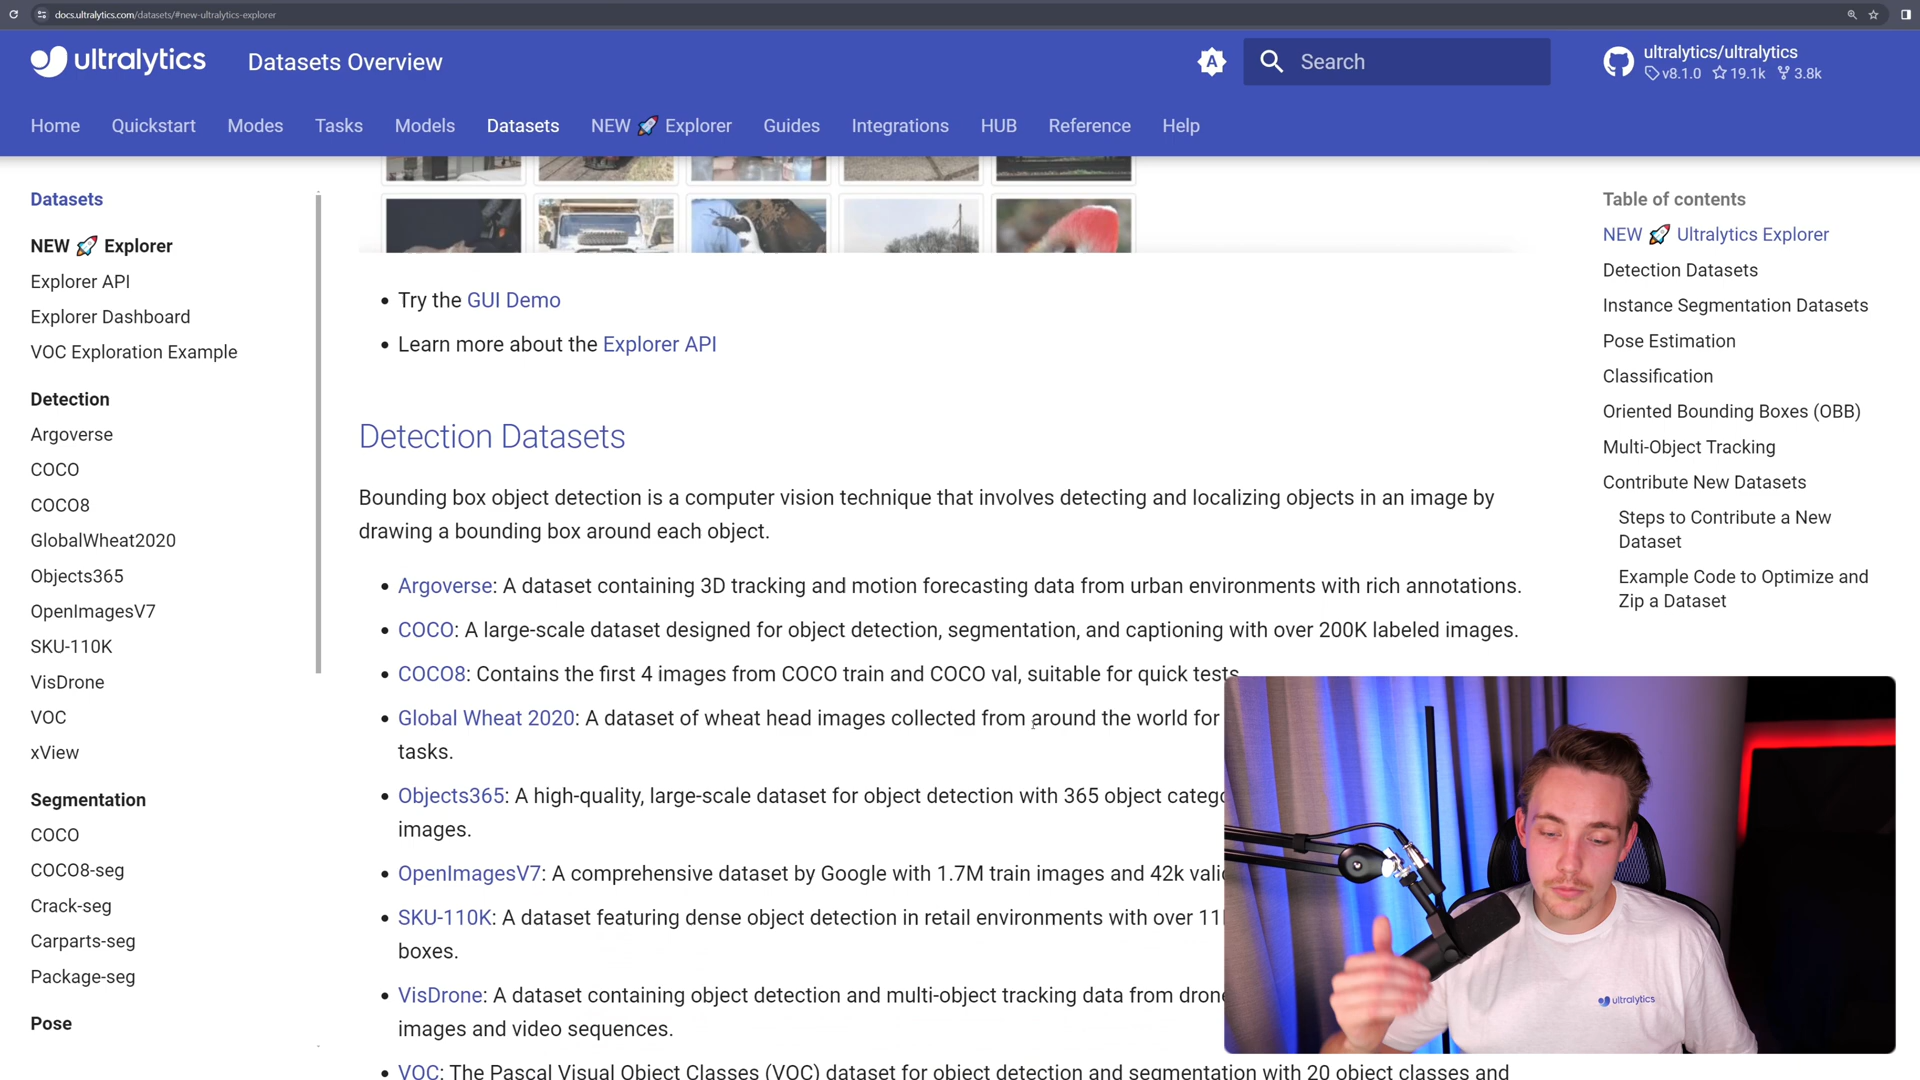 docs.ultralytics.com/datasets/#new-ultralytics-explorer
ultralytics
Datasets Overview
A
Search
ultralytics/ultralytics
v8.1.0 19.1k 3.8k
Home Quickstart Modes Tasks Models Datasets NEW 🚀 Explorer Guides Integrations HUB Reference Help
Datasets
NEW 🚀 Explorer
Explorer API
Explorer Dashboard
VOC Exploration Example
Detection
Argoverse
COCO
COCO8
GlobalWheat2020
Objects365
OpenImagesV7
SKU-110K
VisDrone
VOC
xView
Segmentation
COCO
COCO8-seg
Crack-seg
Carparts-seg
Package-seg
Pose
• Try the GUI Demo
• Learn more about the Explorer API
Detection Datasets
Bounding box object detection is a computer vision technique that involves detecting and localizing objects in an image by
drawing a bounding box around each object.
• Argoverse: A dataset containing 3D tracking and motion forecasting data from urban environments with rich annotations.
• COCO: A large-scale dataset designed for object detection, segmentation, and captioning with over 200K labeled images.
• COCO8: Contains the first 4 images from COCO train and COCO val, suitable for quick tests.
• Global Wheat 2020: A dataset of wheat head images collected from around the world for
tasks.
• Objects365: A high-quality, large-scale dataset for object detection with 365 object
images.
• OpenImagesV7: A comprehensive dataset by Google with 1.7M train images and 42k
• SKU-110K: A dataset featuring dense object detection in retail environments with over
boxes.
• VisDrone: A dataset containing object detection and multi-object tracking data from
images and video sequences.
• VOC: The Pascal Visual Object Classes (VOC) dataset for object detection and segmentation with 20 object classes and
Table of contents
NEW 🚀 Ultralytics Explorer
Detection Datasets
Instance Segmentation Datasets
Pose Estimation
Classification
Oriented Bounding Boxes (OBB)
Multi-Object Tracking
Contribute New Datasets
Steps to Contribute a New
Dataset
Example Code to Optimize and
Zip a Dataset
ultralytics